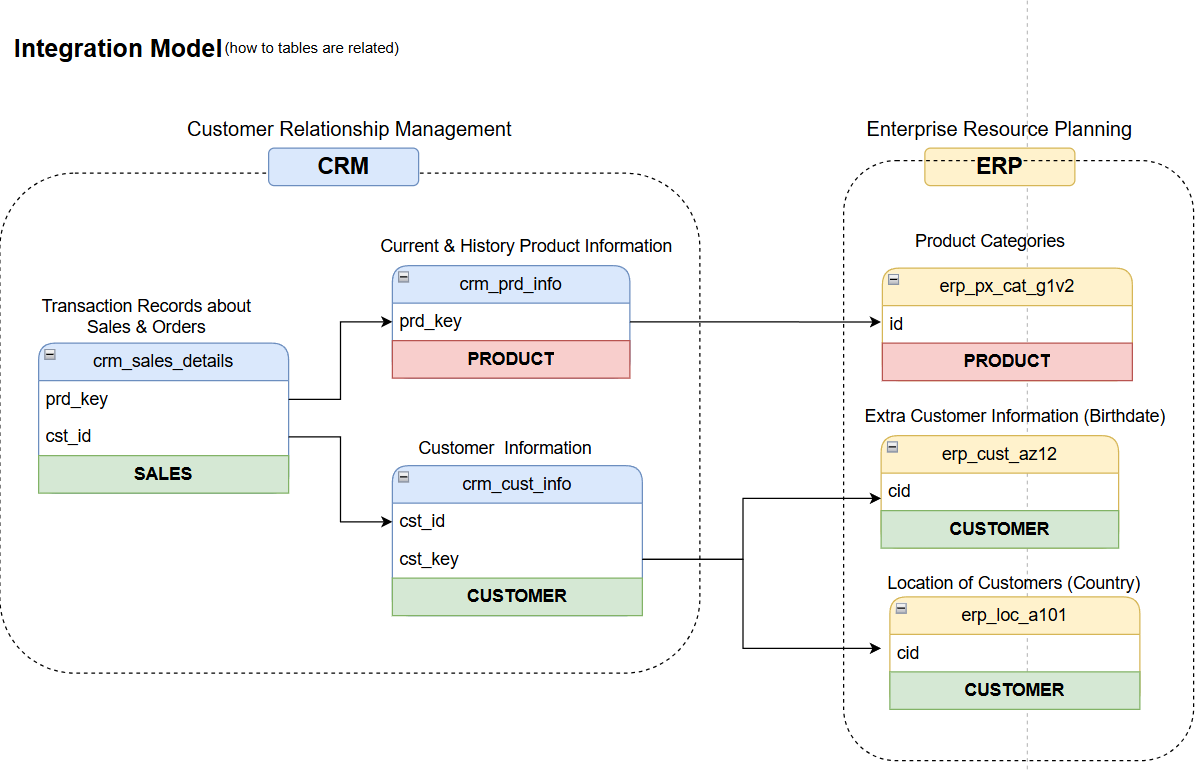 Integration Model (how to tables are related)
Customer Relationship Management
CRM
Current & History Product Information
crm_prd_info
prd_key
PRODUCT
Transaction Records about
Sales & Orders
crm_sales_details
prd_key
cst_id
SALES
Customer Information
crm_cust_info
cst_id
cst_key
CUSTOMER
Enterprise Resource Planning
ERP
Product Categories
erp_px_cat_g1v2
id
PRODUCT
Extra Customer Information (Birthdate)
erp_cust_az12
cid
CUSTOMER
Location of Customers (Country)
erp_loc_a101
cid
CUSTOMER